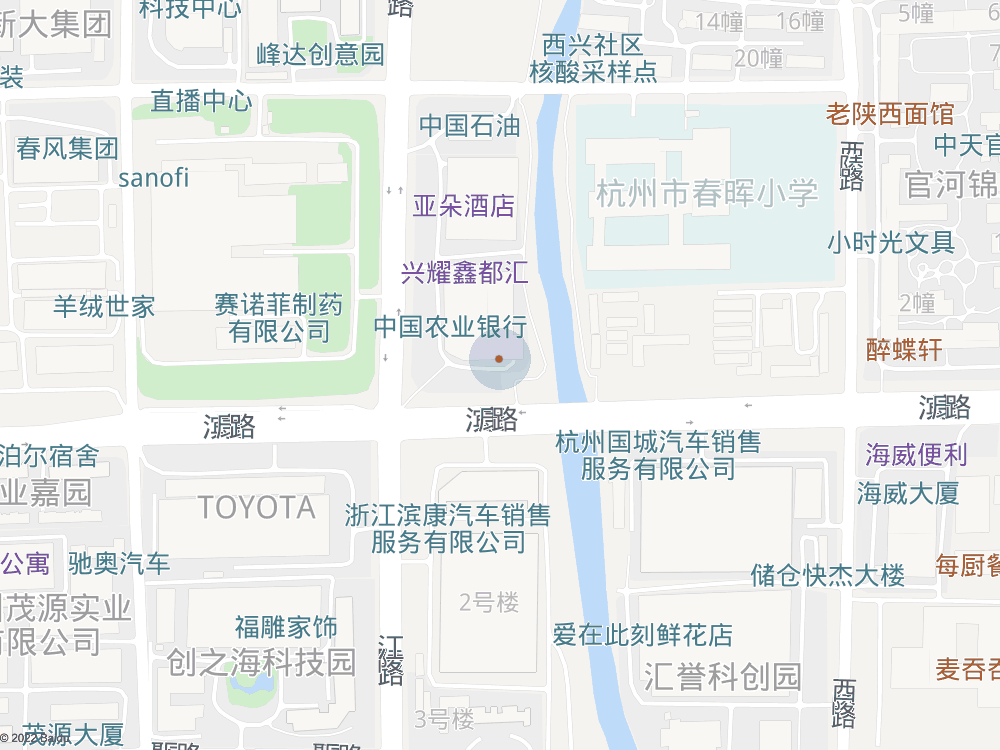 科技中心
新大集团
14幢
16幢
5幢
西兴社区
核酸采样点
峰达创意园
20幢
装
直播中心
中国石油
老陕西面馆
春风集团
中天官
sanofi
官河锦
杭州市春晖小学
亚朵酒店
小时光文具
兴耀鑫都汇
羊绒世家
赛诺菲制药
有限公司
2幢
中国农业银行
醉蝶轩
泊尔宿舍
杭州国城汽车销售
服务有限公司
海威便利
业嘉园
海威大厦
TOYOTA
浙江滨康汽车销售
服务有限公司
公寓
驰奥汽车
储仓快杰大楼
每厨餐
2号楼
茂源实业
有限公司
福雕家饰
爱在此刻鲜花店
创之海科技园
汇誉科创园
麦吞吞
3号楼
茂源大厦